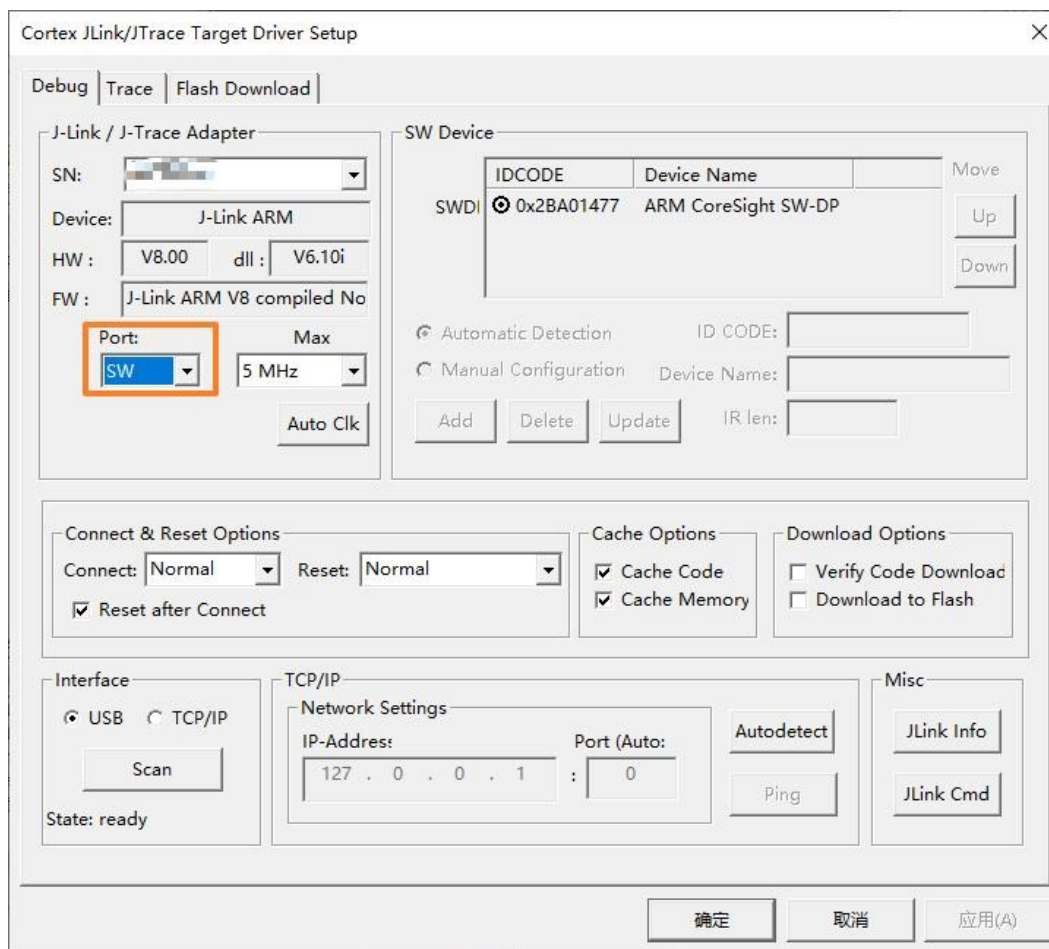 Cortex JLink/JTrace Target Driver Setup
Debug Trace Flash Download
J-Link / J-Trace Adapter
SN:
Device: J-Link ARM
HW : V8.00 dll : V6.10i
FW : J-Link ARM V8 compiled No
Port: Max
SW 5 MHz
Auto Clk
SW Device
IDCODE Device Name
SWDI 0x2BA01477 ARM CoreSight SW-DP
Move
Up
Down
Automatic Detection ID CODE:
Manual Configuration Device Name:
Add Delete Update IR len:
Connect & Reset Options
Connect: Normal Reset: Normal
Reset after Connect
Cache Options
Cache Code
Cache Memory
Download Options
Verify Code Download
Download to Flash
Interface
USB TCP/IP
Scan
State: ready
TCP/IP
Network Settings
IP-Address Port (Auto:
127 . 0 . 0 . 1 : 0
Autodetect
Ping
Misc
JLink Info
JLink Cmd
确定 取消 应用(A)